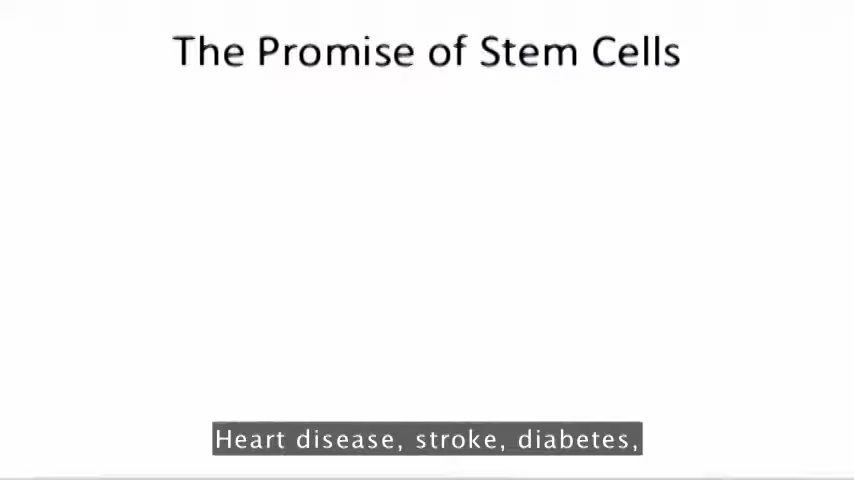 The Promise of Stem Cells
Heart disease, stroke, diabetes,